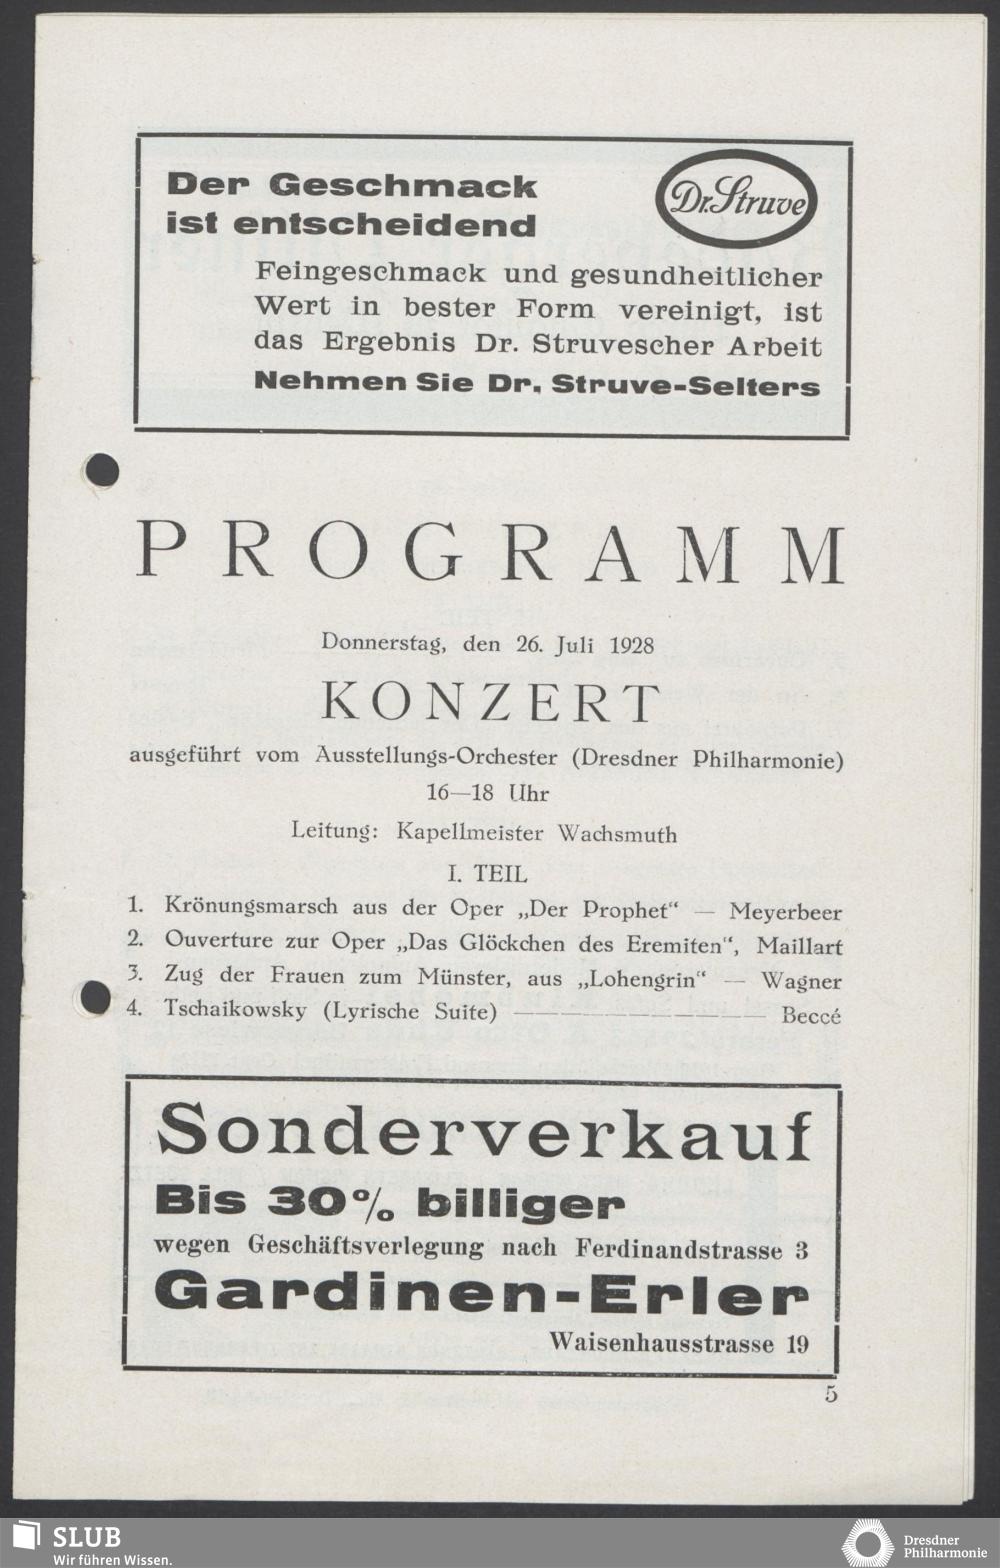 Der Geschmack
ist entscheidend
Dr. Struve
Feingeschmack und gesundheitlicher
Wert in bester Form vereinigt, ist
das Ergebnis Dr. Struvescher Arbeit
Nehmen Sie Dr. Struve-Selters
PROGRAMM
Donnerstag, den 26. Juli 1928
KONZERT
ausgeführt vom Ausstellungs-Orchester (Dresdner Philharmonie)
16—18 Uhr
Leitung: Kapellmeister Wachsmuth
I. TEIL
1. Krönungsmarsch aus der Oper „Der Prophet“ — Meyerbeer
2. Ouverture zur Oper „Das Glöckchen des Eremiten“, Maillart
3. Zug der Frauen zum Münster, aus „Lohengrin“ — Wagner
4. Tschaikowsky (Lyrische Suite) ———————— Beccé
Sonderverkauf
Bis 30% billiger
wegen Geschäftsverlegung nach Ferdinandstrasse 3
Gardinen-Erler
Waisenhausstrasse 19
5
SLUB
Wir führen Wissen.
Dresdner
Philharmonie